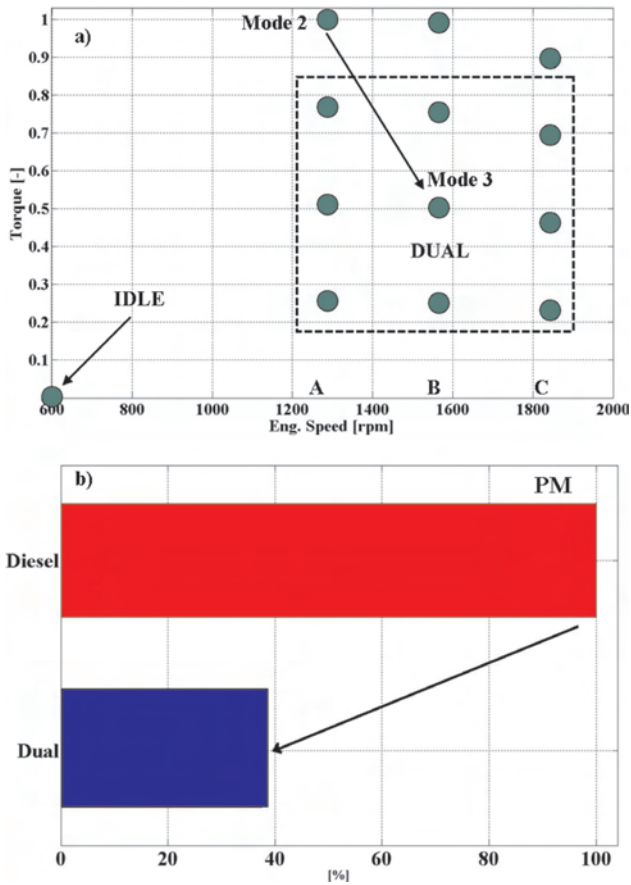 a)
Mode 2
Mode 3
DUAL
IDLE
A B C
Torque [-]
1
0.9
0.8
0.7
0.6
0.5
0.4
0.3
0.2
0.1
600 800 1000 1200 1400 1600 1800 2000
Eng. Speed [rpm]
b)
PM
Diesel
Dual
0 20 40 60 80 100
[%]